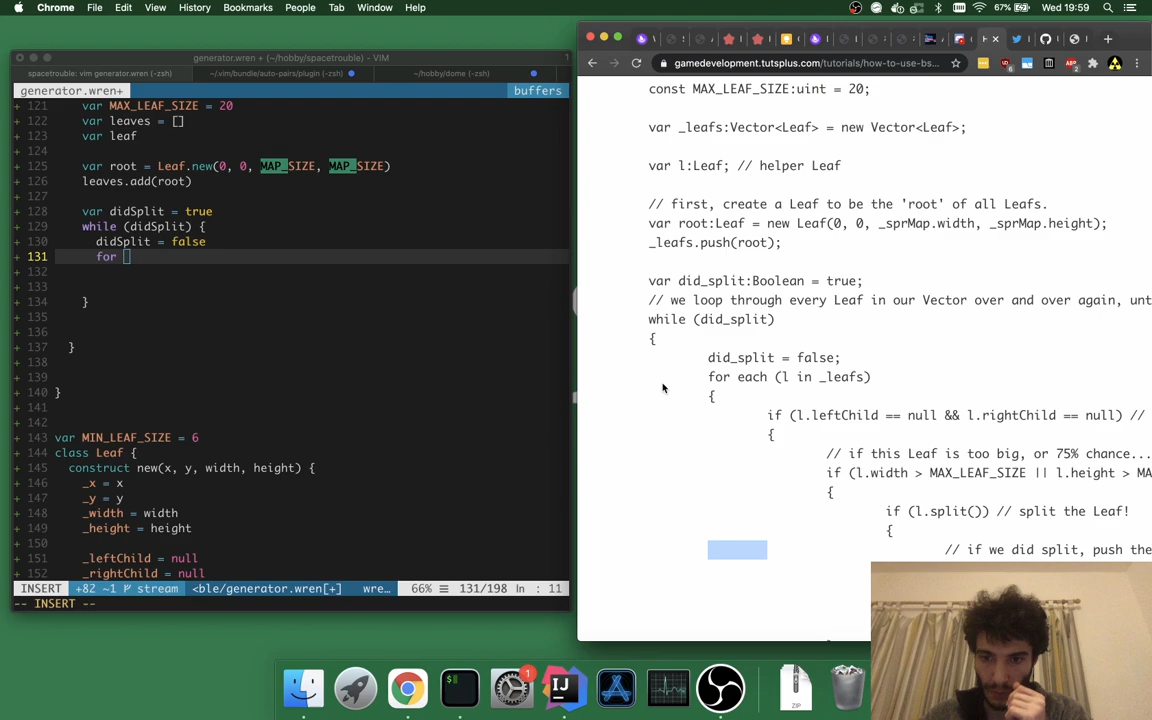 Chrome File Edit View History Bookmarks People Tab Window Help 67% Wed 19:59
generator.wren + (~/hobby/spacetrouble) - VIM
spacetrouble: vim generator.wren (-zsh) ~/.vim/bundle/auto-pairs/plugin (-zsh) ~/hobby/dome (-zsh)
generator.wren+ buffers
+ 121 var MAX_LEAF_SIZE = 20
+ 122 var leaves = []
+ 123 var leaf
+ 124
+ 125 var root = Leaf.new(0, 0, MAP_SIZE, MAP_SIZE)
+ 126 leaves.add(root)
+ 127
+ 128 var didSplit = true
+ 129 while (didSplit) {
+ 130 didSplit = false
+ 131 for
+ 132
+ 133
+ 134 }
+ 135
+ 136
+ 137 }
+ 138
+ 139
+ 140 }
+ 141
+ 142
+ 143 var MIN_LEAF_SIZE = 6
+ 144 class Leaf {
+ 145 construct new(x, y, width, height) {
+ 146 _x = x
+ 147 _y = y
+ 148 _width = width
+ 149 _height = height
+ 150
+ 151 _leftChild = null
+ 152 _rightChild = null
INSERT +82 ~1 stream <ble/generator.wren[+] wre... 66% 131/198 ln : 11
-- INSERT --
gamedevelopment.tutsplus.com/tutorials/how-to-use-bs...
const MAX_LEAF_SIZE:uint = 20;
var _leafs:Vector<Leaf> = new Vector<Leaf>;
var l:Leaf; // helper Leaf
// first, create a Leaf to be the 'root' of all Leafs.
var root:Leaf = new Leaf(0, 0, _sprMap.width, _sprMap.height);
_leafs.push(root);
var did_split:Boolean = true;
// we loop through every Leaf in our Vector over and over again, unt
while (did_split)
{
did_split = false;
for each (l in _leafs)
{
if (l.leftChild == null && l.rightChild == null) //
{
// if this Leaf is too big, or 75% chance...
if (l.width > MAX_LEAF_SIZE || l.height > MA
{
if (l.split()) // split the Leaf!
{
// if we did split, push the
1
ZIP